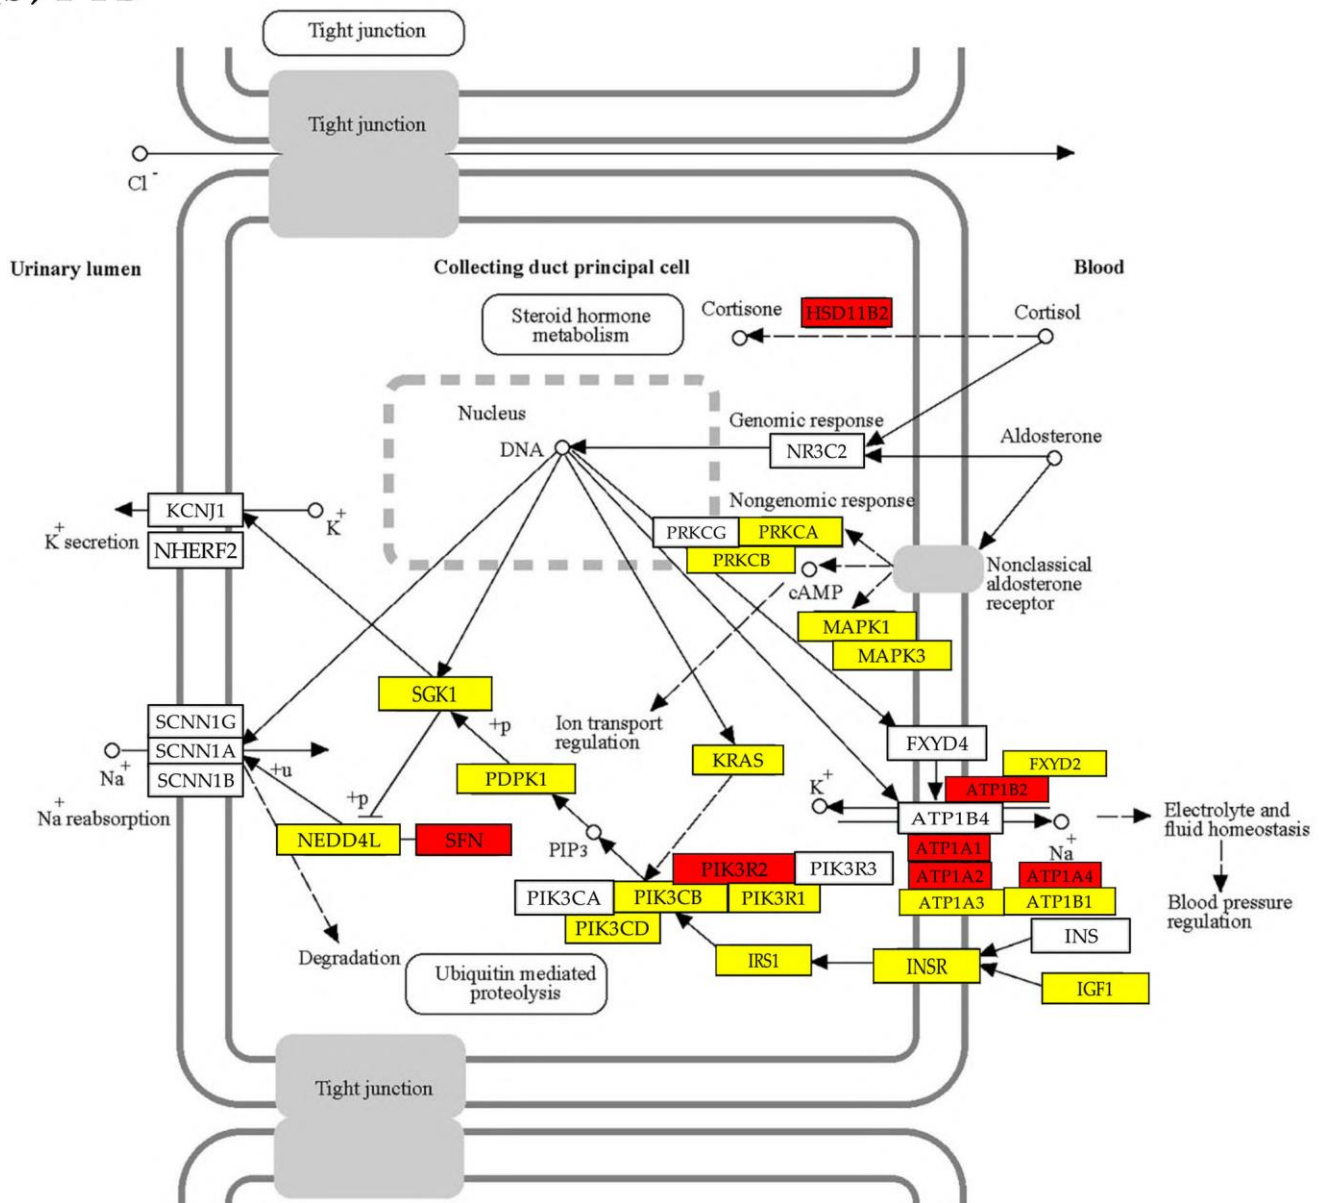 Tight junction
Tight junction
Cl -
Urinary lumen
Collecting duct principal cell
Blood
Steroid hormone
metabolism
Cortisone
HSD11B2
Cortisol
Nucleus
DNA
Genomic response
NR3C2
Aldosterone
Nongenomic response
KCNJ1
K+
K+ secretion
NHERF2
PRKCG
PRKCA
PRKCB
cAMP
Nonclassical
aldosterone
receptor
MAPK1
MAPK3
SGK1
+p
Ion transport
regulation
SCNN1G
SCNN1A
SCNN1B
Na+
Na+ reabsorption
+u
+p
PDPK1
KRAS
FXYD4
FXYD2
ATP1B2
K+
ATP1B4
Na+
Electrolyte and
fluid homeostasis
NEDD4L
SFN
PIP3
ATP1A1
PIK3R2
PIK3R3
ATP1A2
ATP1A4
PIK3CA
PIK3CB
PIK3R1
ATP1A3
ATP1B1
Blood pressure
regulation
PIK3CD
INS
Degradation
Ubiquitin mediated
proteolysis
IRS1
INSR
IGF1
Tight junction